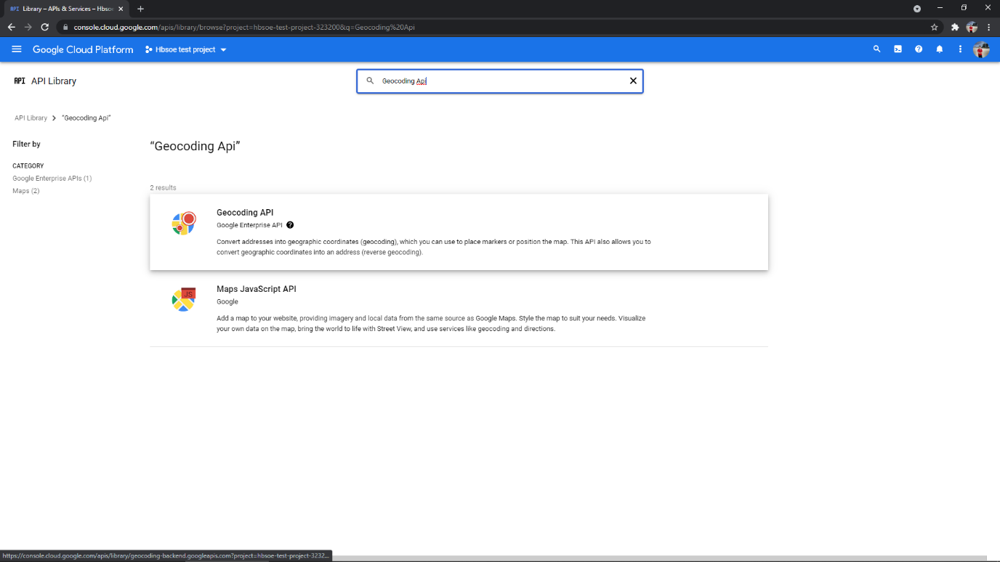 API Library – APIs & Services – Hbsoe
console.cloud.google.com/apis/library/browse?project=hbsoe-test-project-323200&q=Geocoding%20Api
Google Cloud Platform
Hbsoe test project
API API Library
Geocoding Api
API Library
“Geocoding Api”
Filter by
“Geocoding Api”
CATEGORY
Google Enterprise APIs (1)
Maps (2)
2 results
Geocoding API
Google Enterprise API
Convert addresses into geographic coordinates (geocoding), which you can use to place markers or position the map. This API also allows you to
convert geographic coordinates into an address (reverse geocoding).
JS
Maps JavaScript API
Google
Add a map to your website, providing imagery and local data from the same source as Google Maps. Style the map to suit your needs. Visualize
your own data on the map, bring the world to life with Street View, and use services like geocoding and directions.
https://console.cloud.google.com/apis/library/geocoding-backend.googleapis.com?project=hbsoe-test-project-3232...